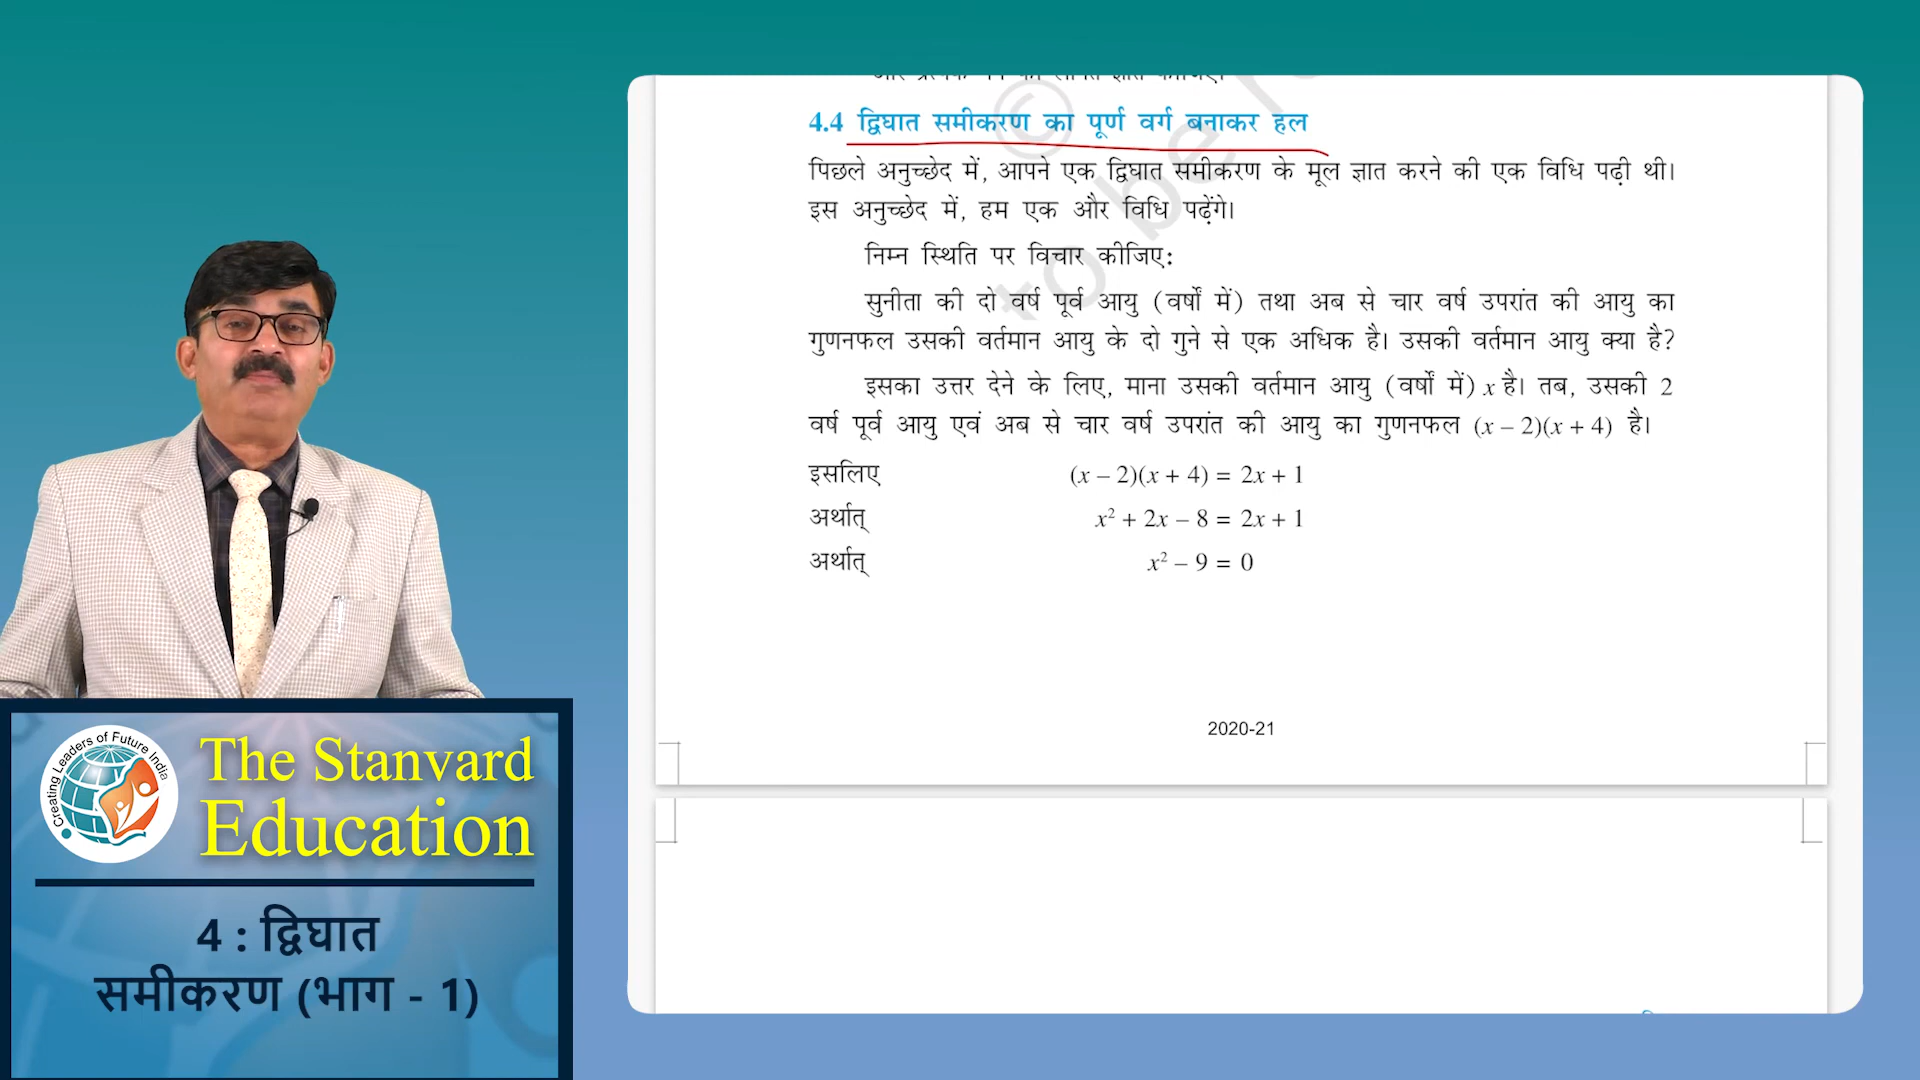 4.4 द्विघात समीकरण का पूर्ण वर्ग बनाकर हल
पिछले अनुच्छेद में, आपने एक द्विघात समीकरण के मूल ज्ञात करने की एक विधि पढ़ी थी।
इस अनुच्छेद में, हम एक और विधि पढ़ेंगे।
निम्न स्थिति पर विचार कीजिए:
सुनीता की दो वर्ष पूर्व आयु (वर्षों में) तथा अब से चार वर्ष उपरांत की आयु का
गुणनफल उसकी वर्तमान आयु के दो गुने से एक अधिक है। उसकी वर्तमान आयु क्या है?
इसका उत्तर देने के लिए, माना उसकी वर्तमान आयु (वर्षों में) x है। तब, उसकी 2
वर्ष पूर्व आयु एवं अब से चार वर्ष उपरांत की आयु का गुणनफल (x – 2)(x + 4) है।
इसलिए (x – 2)(x + 4) = 2x + 1
अर्थात् x² + 2x – 8 = 2x + 1
अर्थात् x² – 9 = 0
2020-21
©
to be r
Creating Leaders of Future India
The Stanvard
Education
4 : द्विघात
समीकरण (भाग - 1)